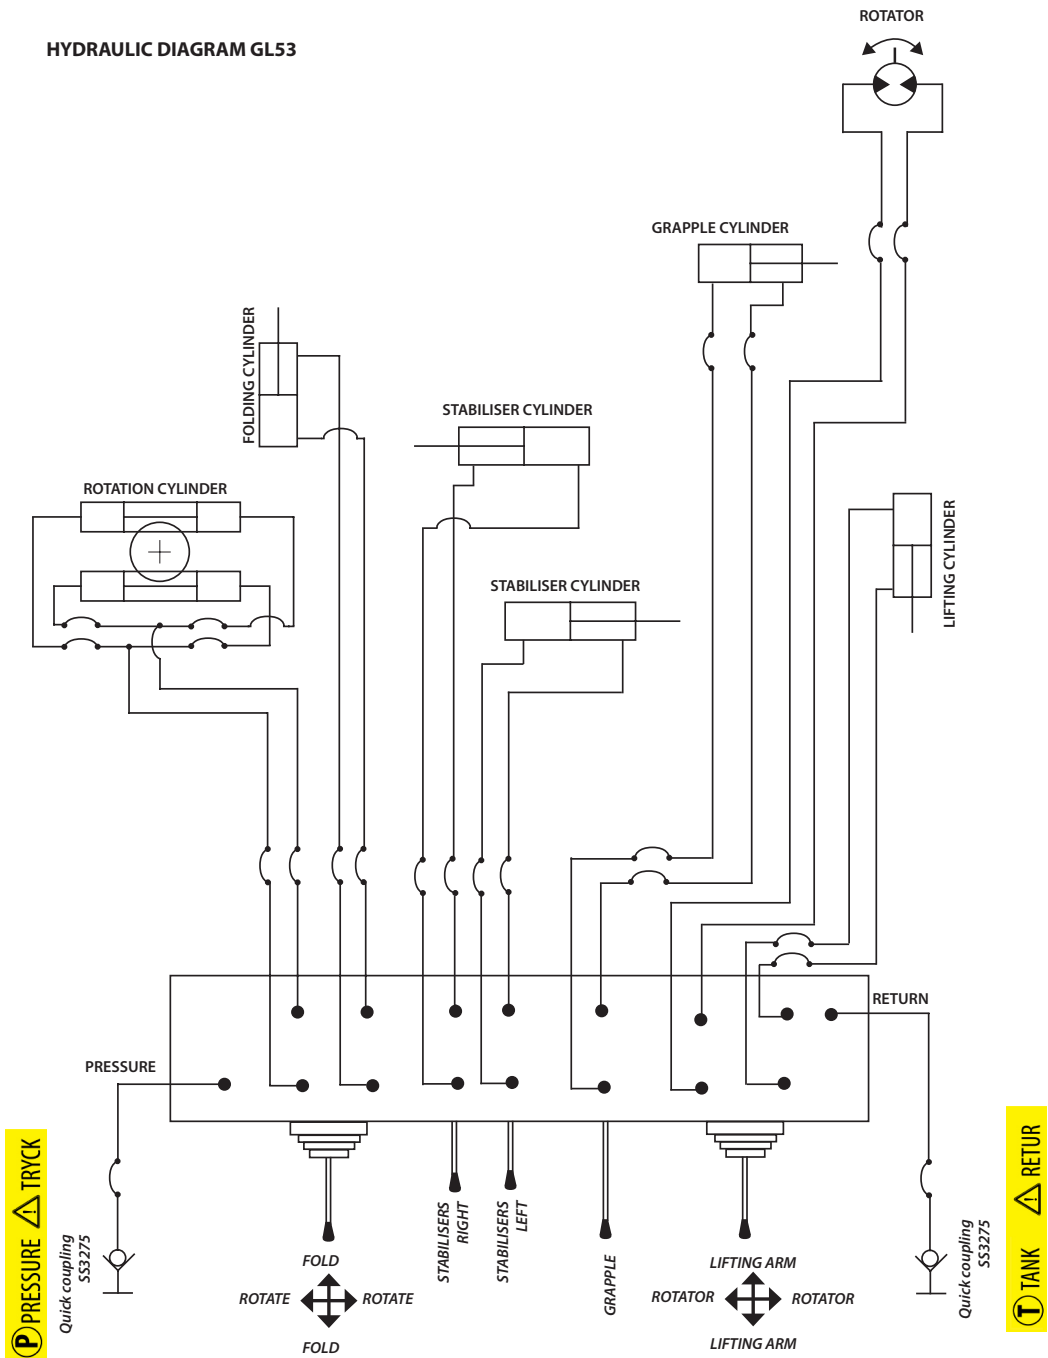 ROTATOR
HYDRAULIC DIAGRAM GL53
GRAPPLE CYLINDER
FOLDING CYLINDER
STABILISER CYLINDER
ROTATION CYLINDER
LIFTING CYLINDER
STABILISER CYLINDER
RETURN
PRESSURE
P PRESSURE ! TRYCK
Quick coupling
SS3275
FOLD
ROTATE
ROTATE
FOLD
STABILISERS
RIGHT
STABILISERS
LEFT
GRAPPLE
LIFTING ARM
ROTATOR
ROTATOR
LIFTING ARM
Quick coupling
SS3275
T TANK ! RETUR